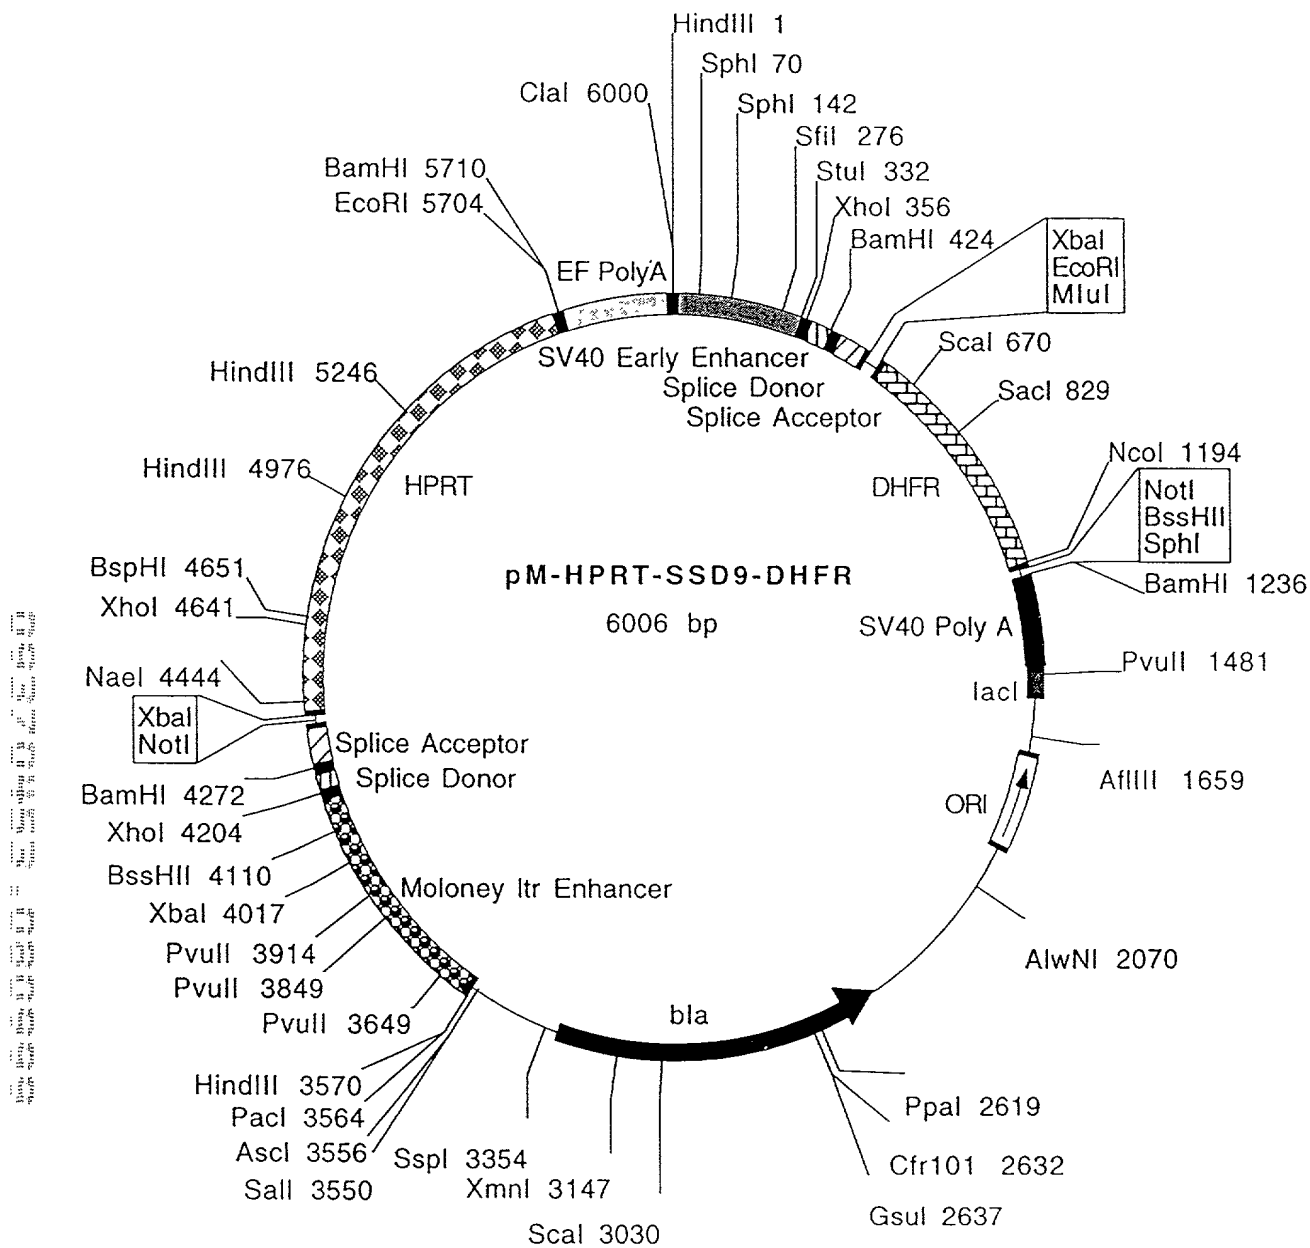 HindIII 1
SphI 70
ClaI 6000
SphI 142
SfiI 276
BamHI 5710
StuI 332
EcoRI 5704
XhoI 356
BamHI 424
XbaI
EcoRI
MluI
EF PolyA
ScaI 670
SV40 Early Enhancer
HindIII 5246
Splice Donor
SacI 829
Splice Acceptor
NcoI 1194
HindIII 4976
HPRT
DHFR
NotI
BssHII
SphI
BspHI 4651
pM-HPRT-SSD9-DHFR
BamHI 1236
XhoI 4641
6006 bp
SV40 Poly A
PvuII 1481
NaeI 4444
lacI
XbaI
NotI
Splice Acceptor
Splice Donor
AflIII 1659
BamHI 4272
ORI
XhoI 4204
BssHII 4110
Moloney ltr Enhancer
XbaI 4017
PvuII 3914
AlwNI 2070
PvuII 3849
PvuII 3649
bla
HindIII 3570
PpaI 2619
PacI 3564
AscI 3556
SspI 3354
Cfr101 2632
SalI 3550
XmnI 3147
GsuI 2637
ScaI 3030